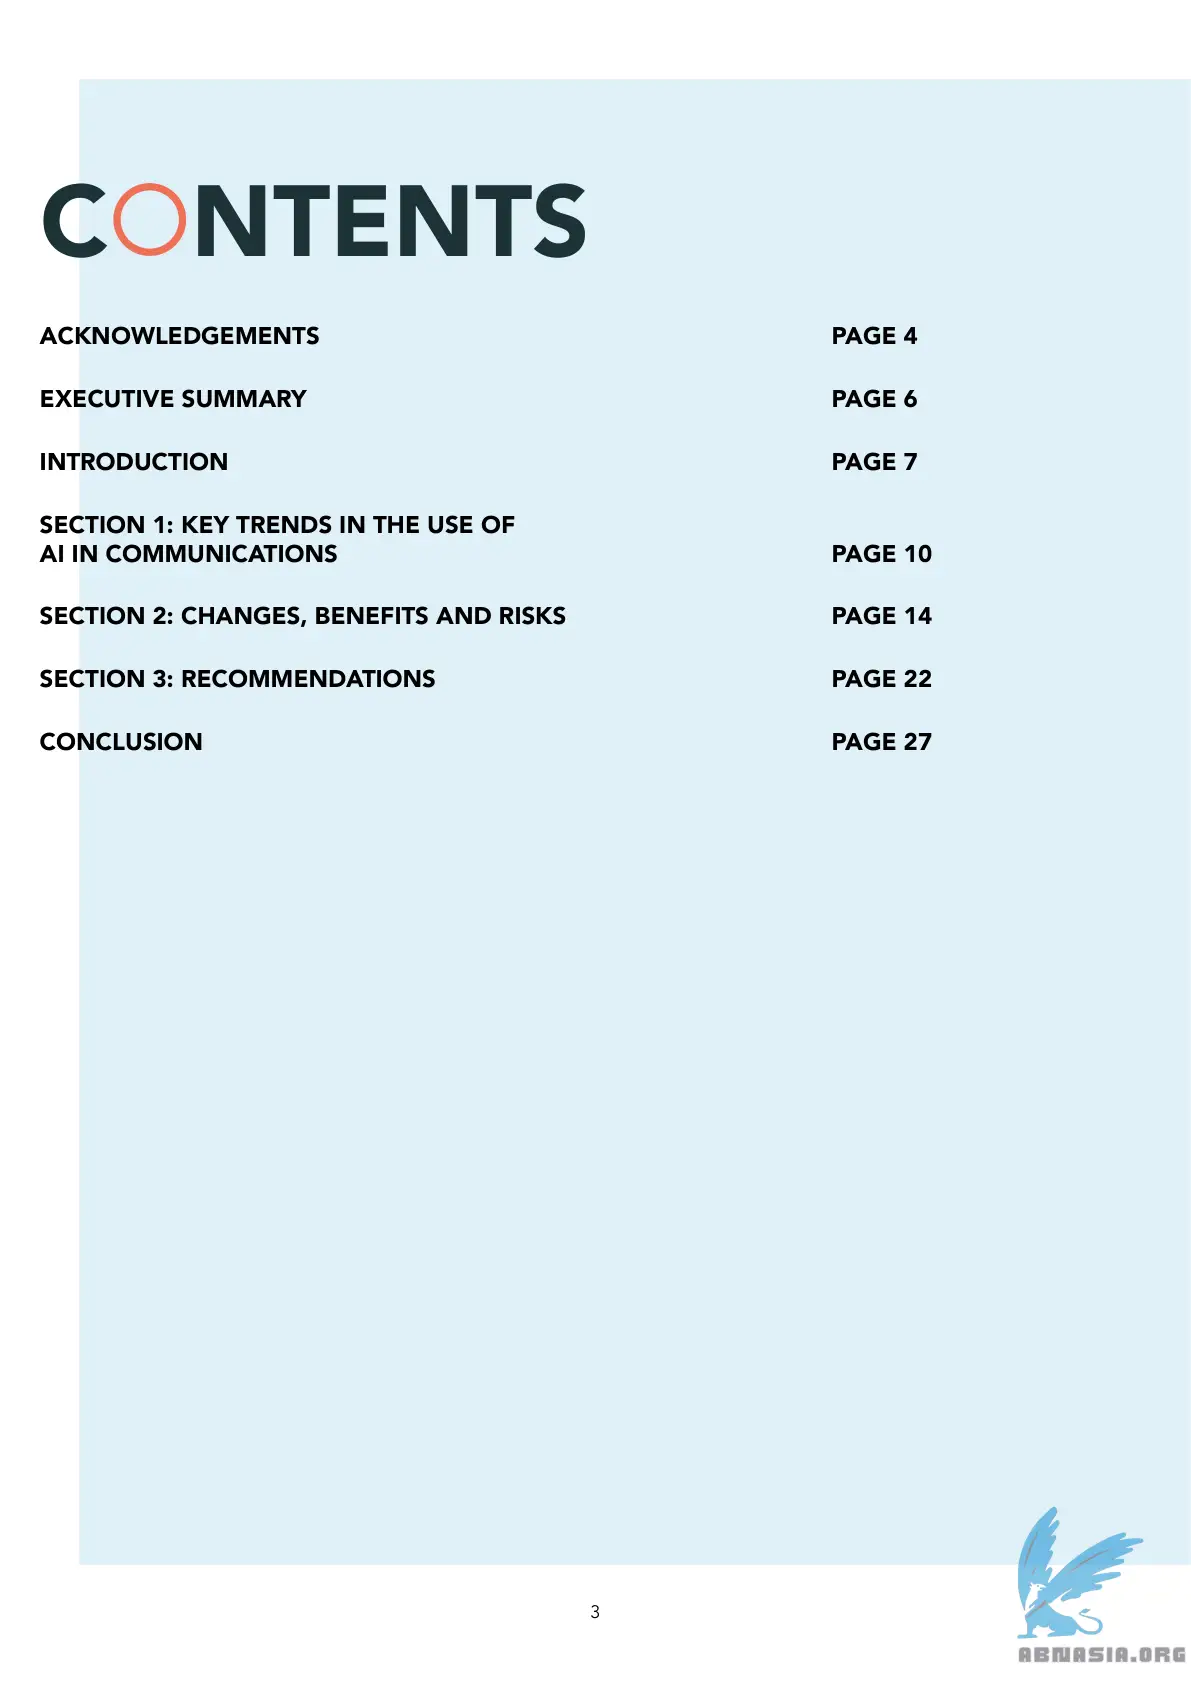 CONTENTS
ACKNOWLEDGEMENTS PAGE 4
EXECUTIVE SUMMARY PAGE 6
INTRODUCTION PAGE 7
SECTION 1: KEY TRENDS IN THE USE OF
AI IN COMMUNICATIONS PAGE 10
SECTION 2: CHANGES, BENEFITS AND RISKS PAGE 14
SECTION 3: RECOMMENDATIONS PAGE 22
CONCLUSION PAGE 27
3
ABNASIA.ORG